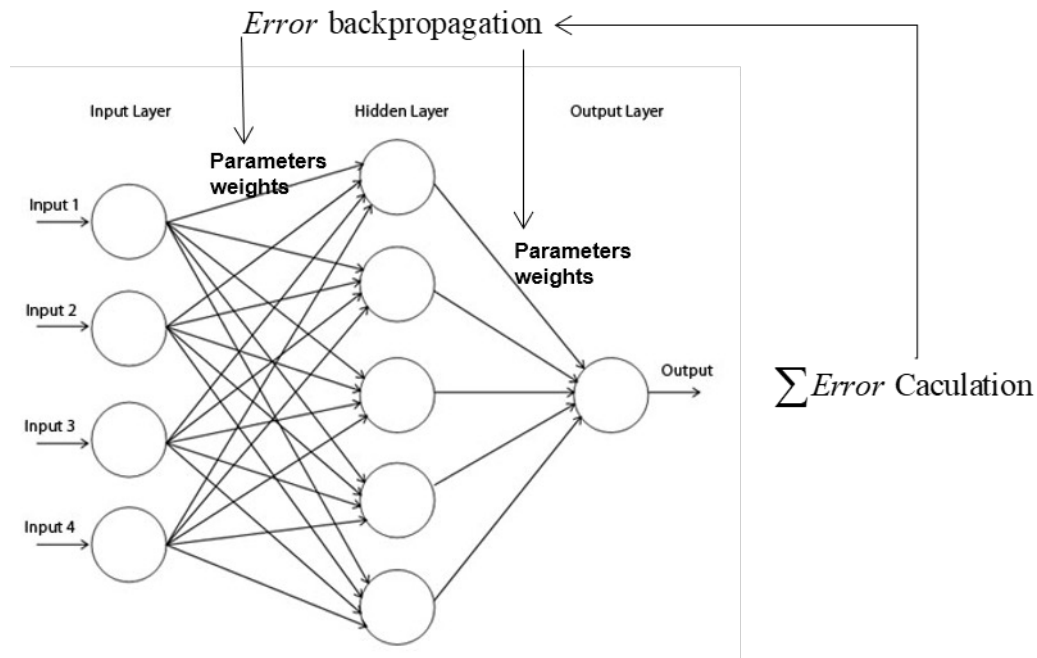 Error backpropagation
Input Layer
Hidden Layer
Output Layer
Parameters
weights
Input 1
Parameters
weights
Input 2
Output
∑Error Caculation
Input 3
Input 4